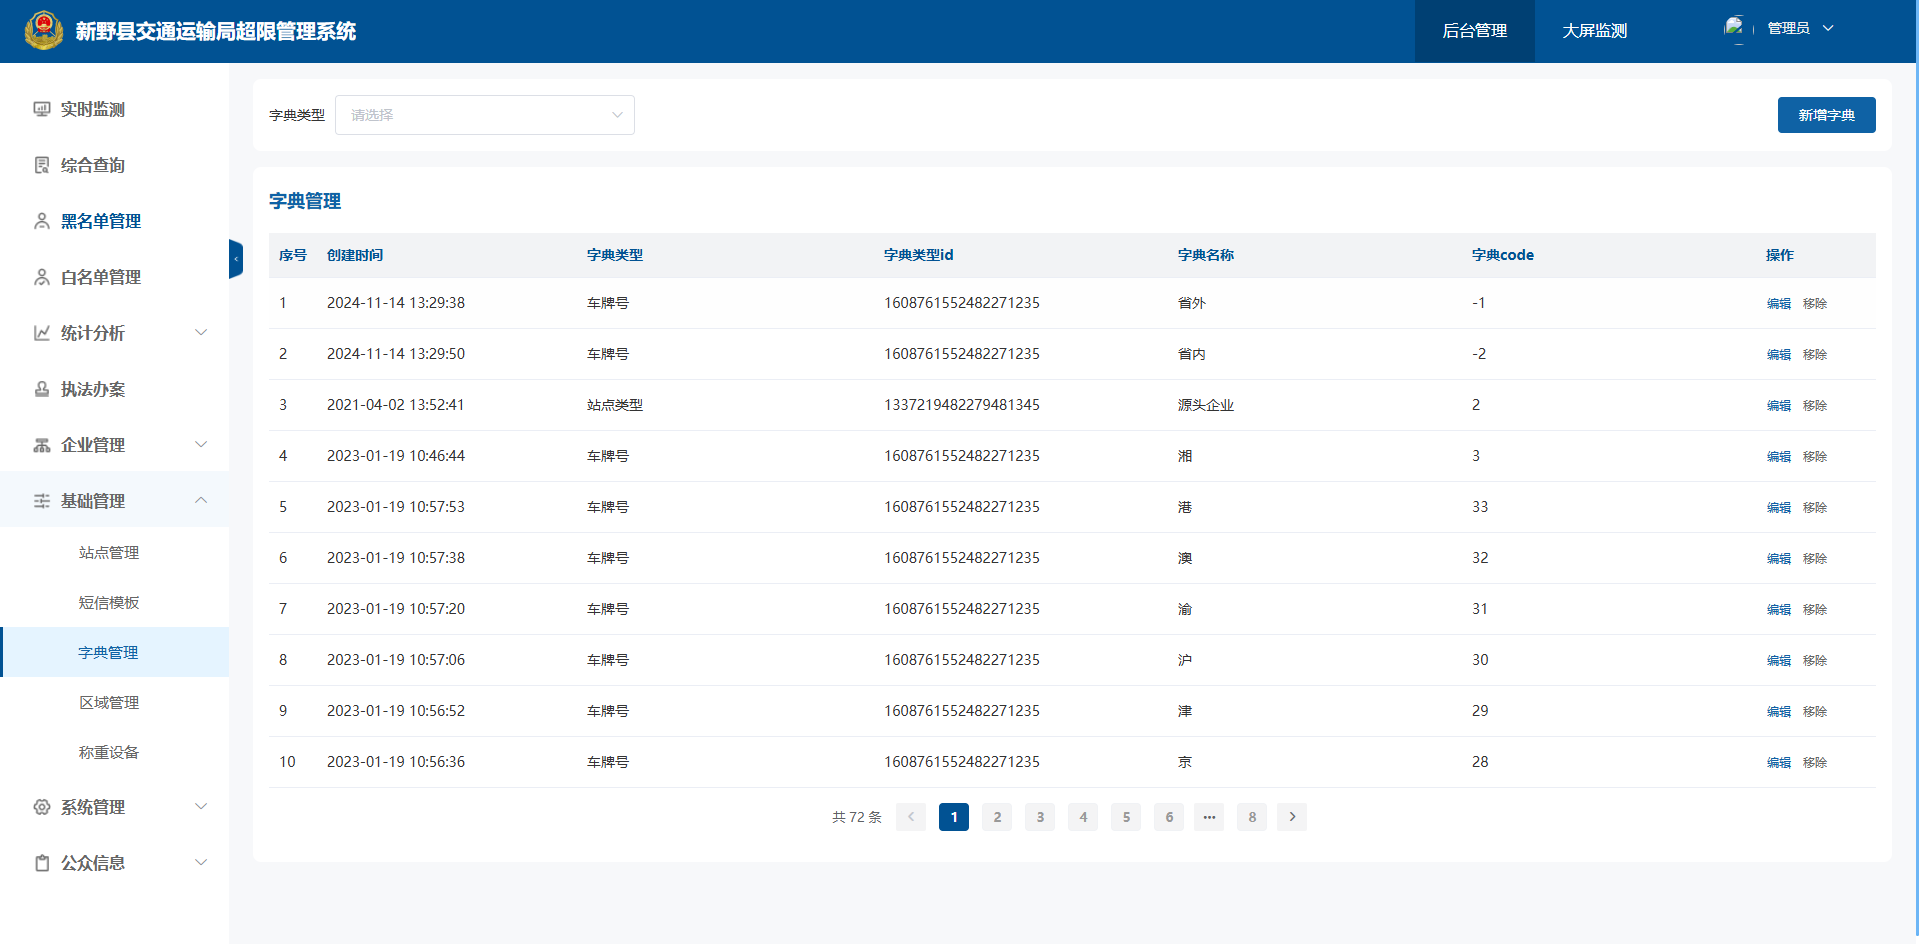 新野县交通运输局超限管理系统
后台管理
大屏监测
管理员
实时监测
综合查询
黑名单管理
白名单管理
统计分析
执法办案
企业管理
基础管理
站点管理
短信模板
字典管理
区域管理
称重设备
系统管理
公众信息
字典类型 请选择
新增字典
字典管理
序号 创建时间 字典类型 字典类型id 字典名称 字典code 操作
1 2024-11-14 13:29:38 车牌号 1608761552482271235 省外 -1 编辑 移除
2 2024-11-14 13:29:50 车牌号 1608761552482271235 省内 -2 编辑 移除
3 2021-04-02 13:52:41 站点类型 1337219482279481345 源头企业 2 编辑 移除
4 2023-01-19 10:46:44 车牌号 1608761552482271235 湘 3 编辑 移除
5 2023-01-19 10:57:53 车牌号 1608761552482271235 港 33 编辑 移除
6 2023-01-19 10:57:38 车牌号 1608761552482271235 澳 32 编辑 移除
7 2023-01-19 10:57:20 车牌号 1608761552482271235 渝 31 编辑 移除
8 2023-01-19 10:57:06 车牌号 1608761552482271235 沪 30 编辑 移除
9 2023-01-19 10:56:52 车牌号 1608761552482271235 津 29 编辑 移除
10 2023-01-19 10:56:36 车牌号 1608761552482271235 京 28 编辑 移除
共 72 条 1 2 3 4 5 6 ··· 8